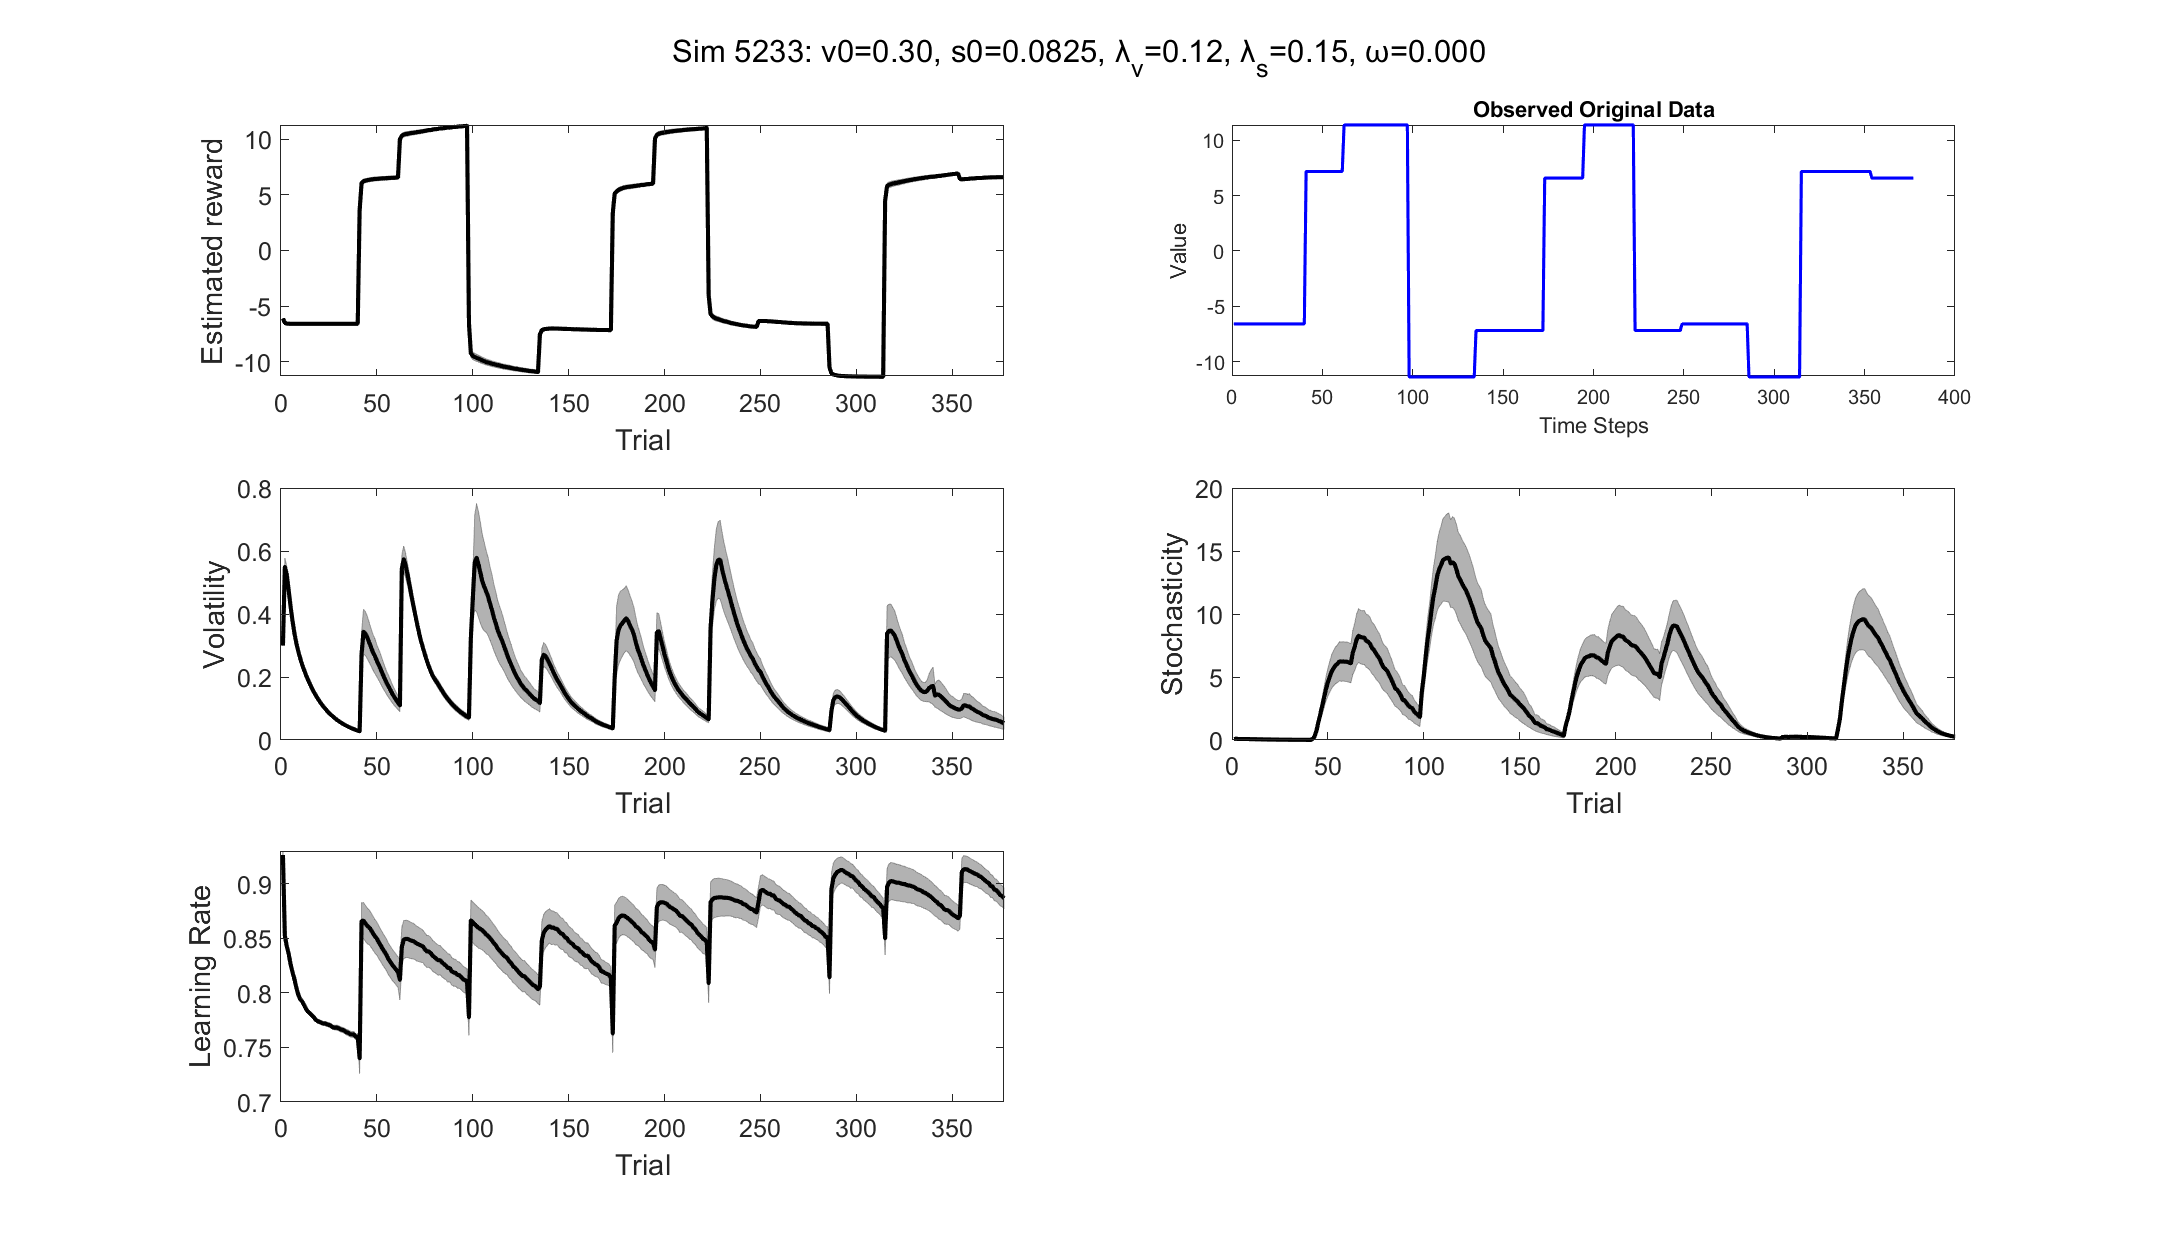 Sim 5233: v0=0.30, s0=0.0825, λv=0.12, λs=0.15, ω=0.000
Estimated reward
10
5
0
-5
-10
0 50 100 150 200 250 300 350
Trial
Observed Original Data
Value
10
5
0
-5
-10
0 50 100 150 200 250 300 350 400
Time Steps
Volatility
0.8
0.6
0.4
0.2
0
0 50 100 150 200 250 300 350
Trial
Stochasticity
20
15
10
5
0
0 50 100 150 200 250 300 350
Trial
Learning Rate
0.9
0.85
0.8
0.75
0.7
0 50 100 150 200 250 300 350
Trial